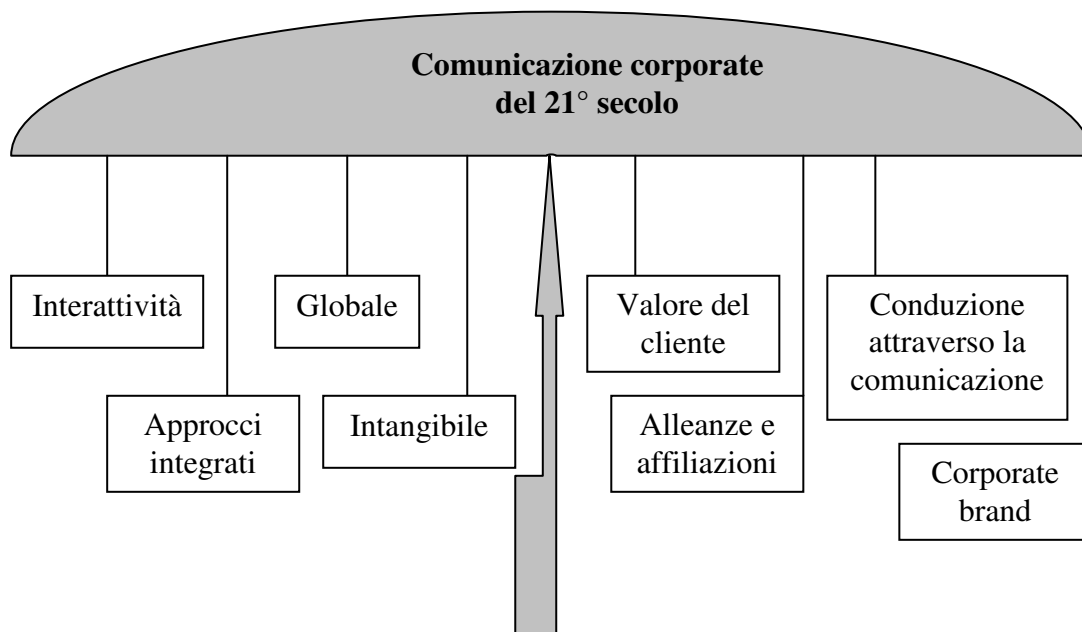 Comunicazione corporate
del 21° secolo
Interattività
Globale
Valore del
cliente
Conduzione
attraverso la
comunicazione
Approcci
integrati
Intangibile
Alleanze e
affiliazioni
Corporate
brand